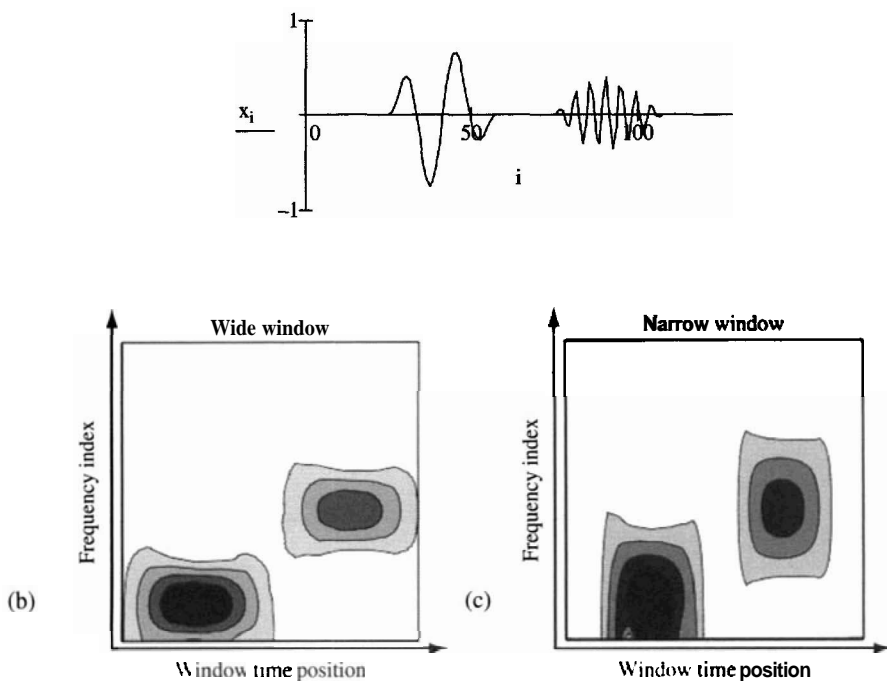 1
x_i
0
50
100
i
–1
Wide window
Narrow window
Frequency index
Frequency index
(b)
(c)
Window time position
Window time position